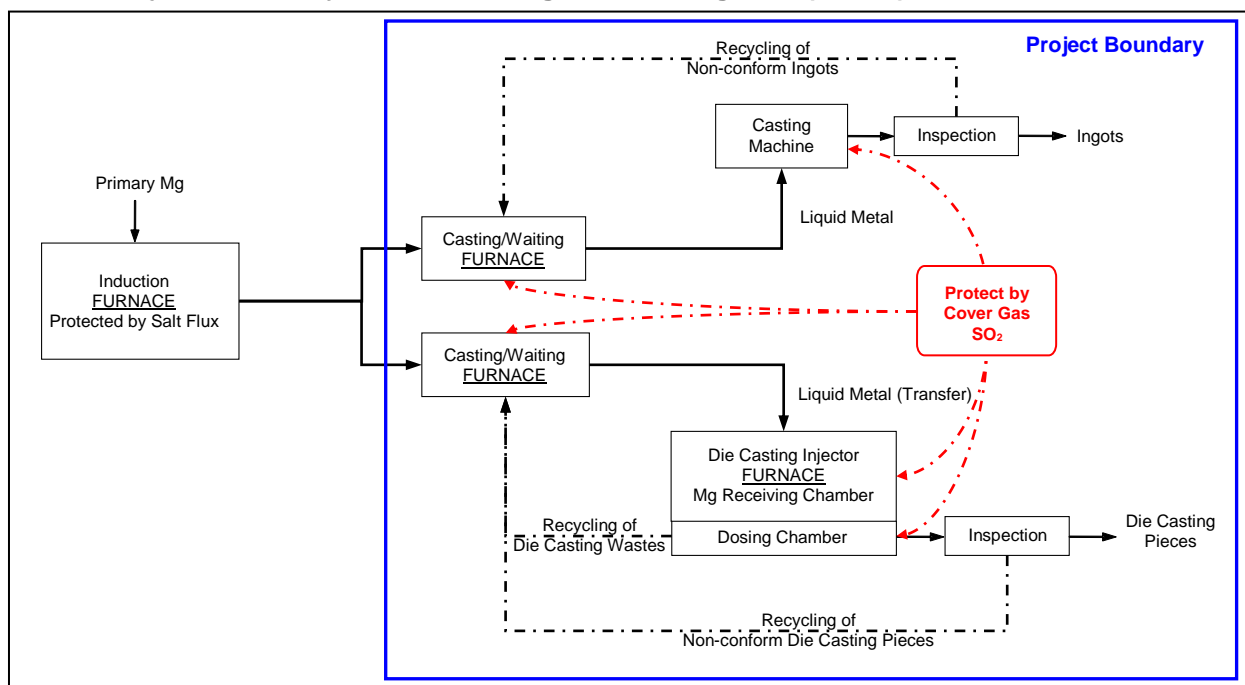 Project Boundary
Recycling of
Non-conform Ingots
Casting
Machine
Inspection
Ingots
Primary Mg
Liquid Metal
Casting/Waiting
FURNACE
Induction
FURNACE
Protected by Salt Flux
Protect by
Cover Gas
SO₂
Casting/Waiting
FURNACE
Liquid Metal (Transfer)
Die Casting Injector
FURNACE
Mg Receiving Chamber
Dosing Chamber
Recycling of
Die Casting Wastes
Inspection
Die Casting
Pieces
Recycling of
Non-conform Die Casting Pieces